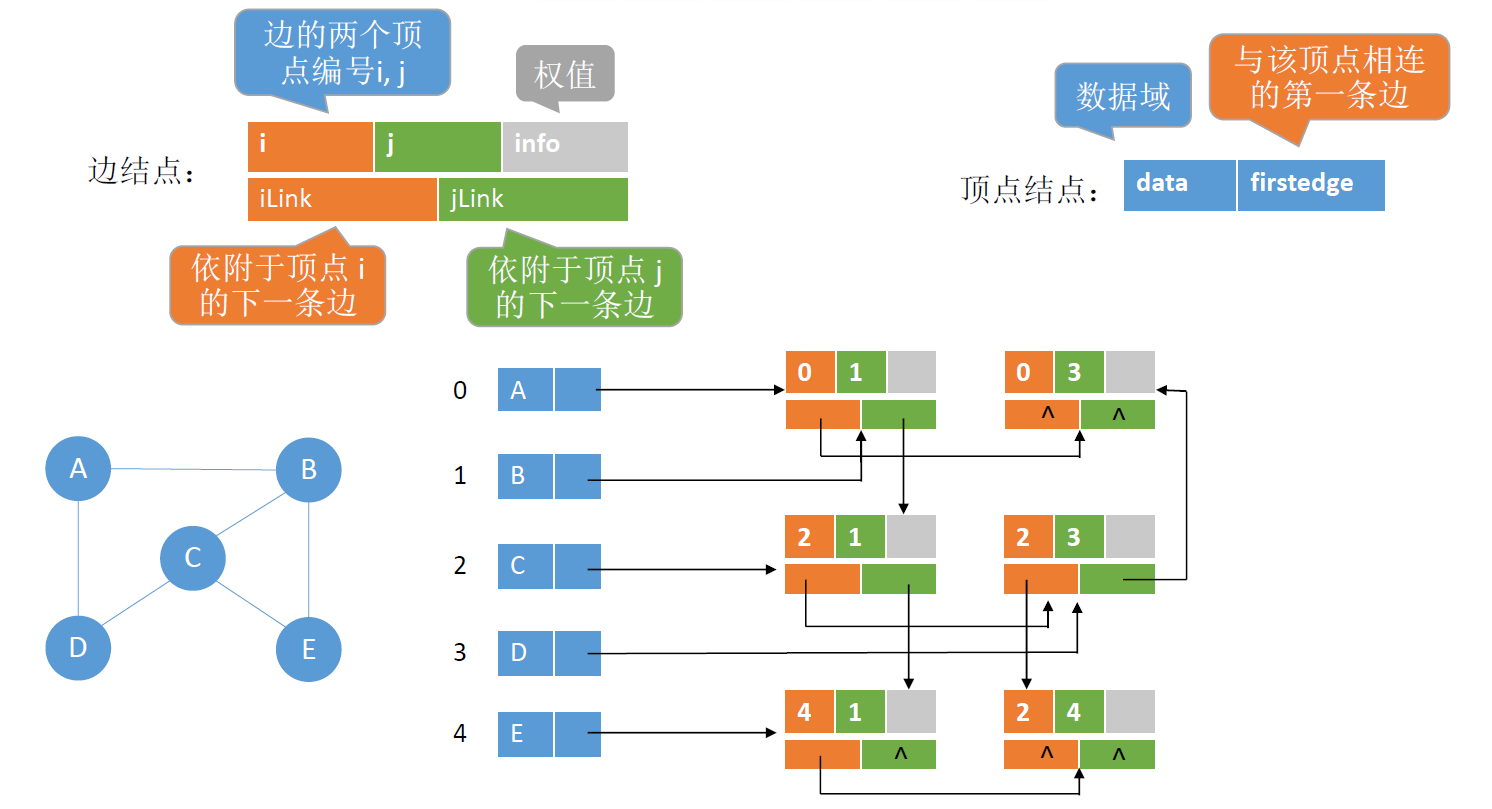 边的两个顶
点编号i, j
权值
数据域
与该顶点相连
的第一条边
边结点：
i j info
iLink jLink
顶点结点：
data firstedge
依附于顶点 i
的下一条边
依附于顶点 j
的下一条边
0 A
0 1
0 3
^ ^
1 B
A
B
C
D
E
2 C
2 1
2 3
3 D
4 E
4 1
^
2 4
^ ^